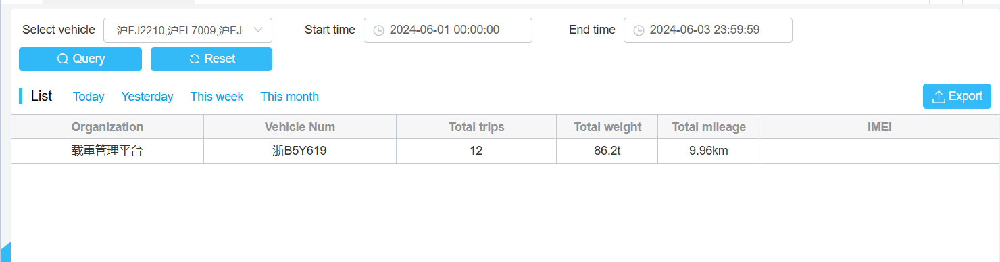 Select vehicle 沪FJ2210,沪FL7009,沪FJ Start time 2024-06-01 00:00:00 End time 2024-06-03 23:59:59
Query Reset
List Today Yesterday This week This month Export
Organization Vehicle Num Total trips Total weight Total mileage IMEI
载重管理平台 浙B5Y619 12 86.2t 9.96km